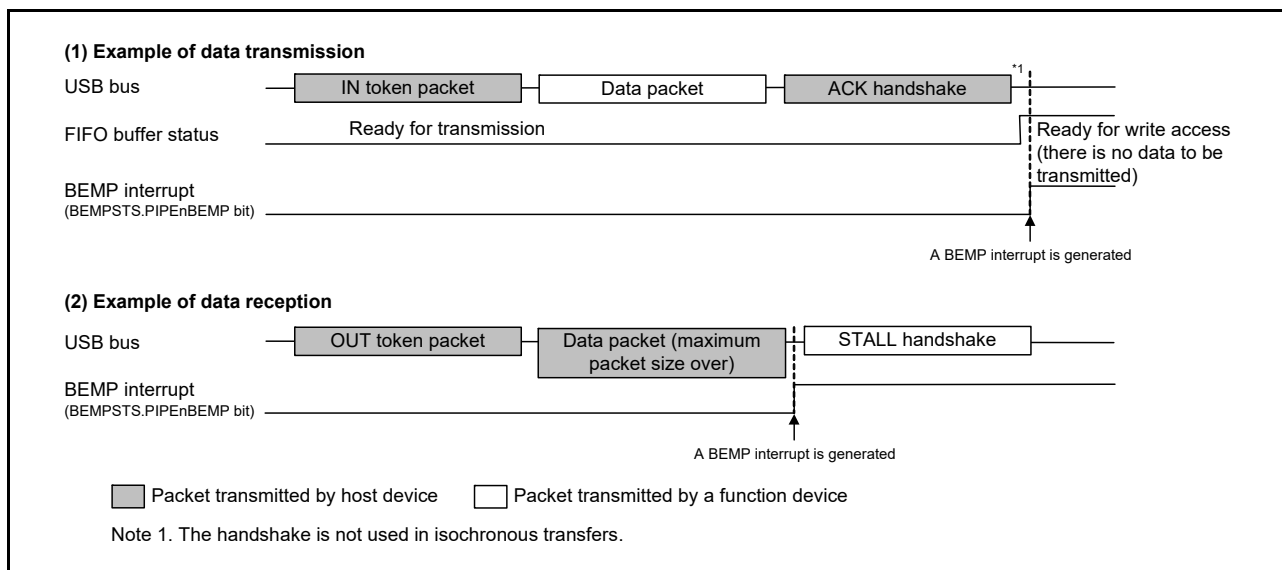 (1) Example of data transmission
USB bus
IN token packet
Data packet
ACK handshake
*1
FIFO buffer status
Ready for transmission
Ready for write access
(there is no data to be
transmitted)
BEMP interrupt
(BEMPSTS.PIPEnBEMP bit)
A BEMP interrupt is generated
(2) Example of data reception
USB bus
OUT token packet
Data packet (maximum
packet size over)
STALL handshake
BEMP interrupt
(BEMPSTS.PIPEnBEMP bit)
A BEMP interrupt is generated
Packet transmitted by host device
Packet transmitted by a function device
Note 1. The handshake is not used in isochronous transfers.